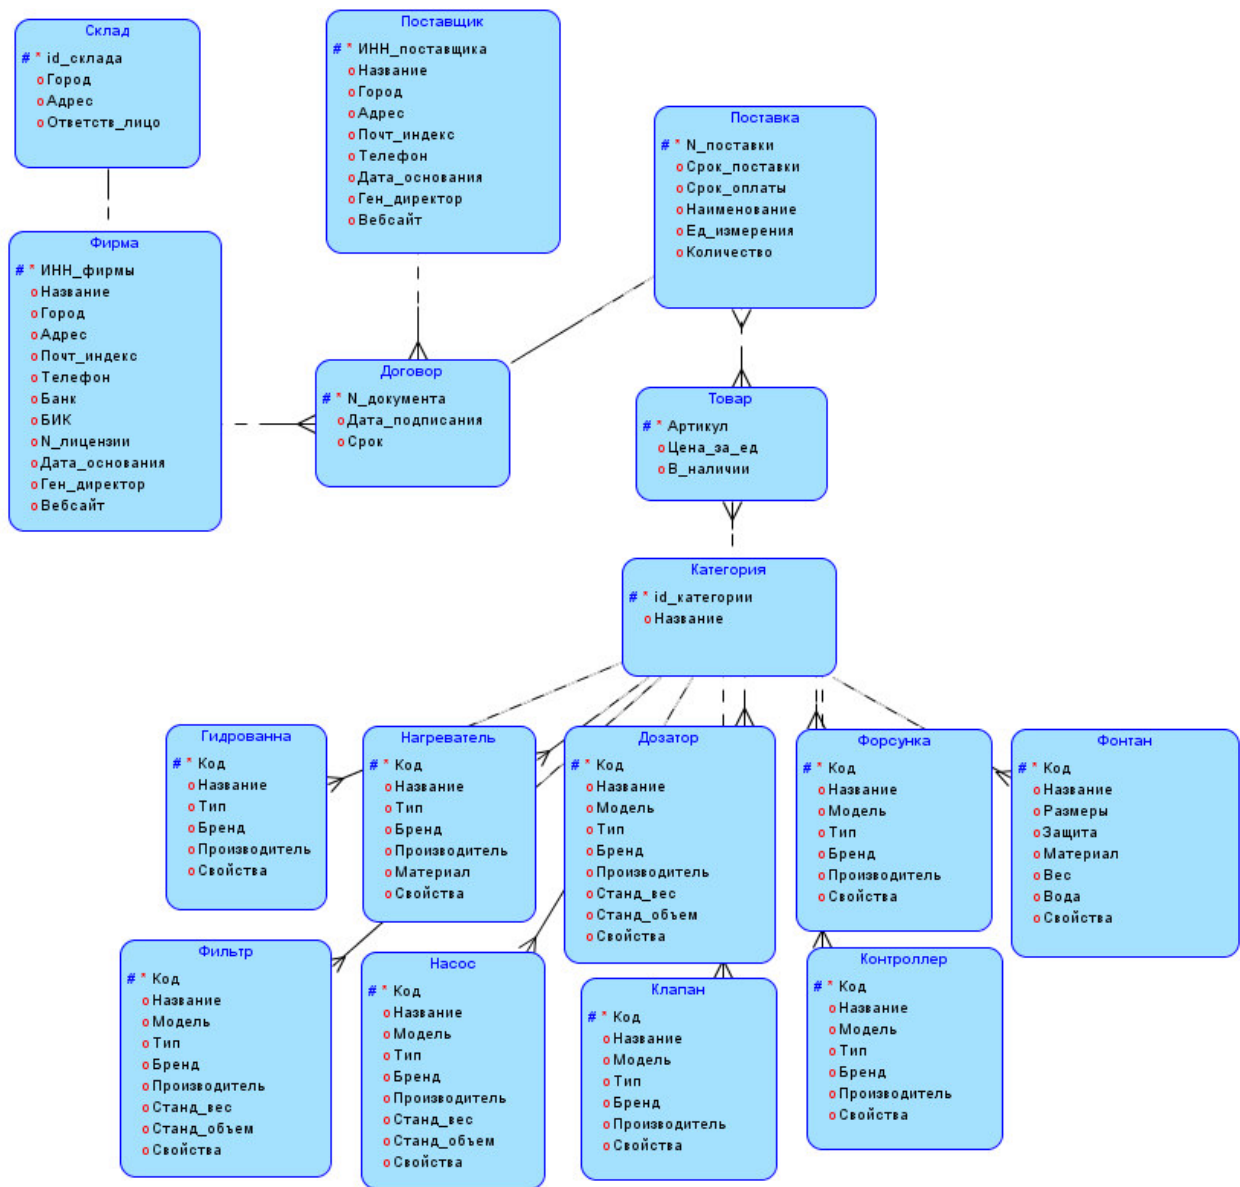 Склад
# * id_склада
o Город
o Адрес
o Ответств_лицо
Поставщик
# * ИНН_поставщика
o Название
o Город
o Адрес
o Почт_индекс
o Телефон
o Дата_основания
o Ген_директор
o Вебсайт
Поставка
# * N_поставки
o Срок_поставки
o Срок_оплаты
o Наименование
o Ед_измерения
o Количество
Фирма
# * ИНН_фирмы
o Название
o Город
o Адрес
o Почт_индекс
o Телефон
o Банк
o БИК
o N_лицензии
o Дата_основания
o Ген_директор
o Вебсайт
Договор
# * N_документа
o Дата_подписания
o Срок
Товар
# * Артикул
o Цена_за_ед
o В_наличии
Категория
# * id_категории
o Название
Гидрованна
# * Код
o Название
o Тип
o Бренд
o Производитель
o Свойства
Нагреватель
# * Код
o Название
o Тип
o Бренд
o Производитель
o Материал
o Свойства
Дозатор
# * Код
o Название
o Модель
o Тип
o Бренд
o Производитель
o Станд_вес
o Станд_объем
o Свойства
Форсунка
# * Код
o Название
o Модель
o Тип
o Бренд
o Производитель
o Свойства
Фонтан
# * Код
o Название
o Размеры
o Защита
o Материал
o Вес
o Вода
o Свойства
Фильтр
# * Код
o Название
o Модель
o Тип
o Бренд
o Производитель
o Станд_вес
o Станд_объем
o Свойства
Насос
# * Код
o Название
o Модель
o Тип
o Бренд
o Производитель
o Станд_вес
o Станд_объем
o Свойства
Клапан
# * Код
o Название
o Модель
o Тип
o Бренд
o Производитель
o Свойства
Контроллер
# * Код
o Название
o Модель
o Тип
o Бренд
o Производитель
o Свойства